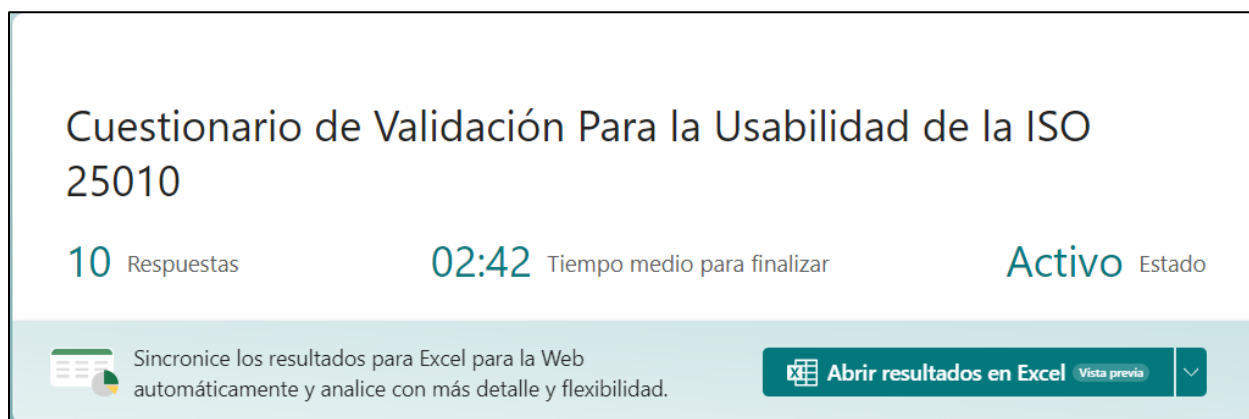 Cuestionario de Validación Para la Usabilidad de la ISO
25010
10 Respuestas 02:42 Tiempo medio para finalizar Activo Estado
Sincronice los resultados para Excel para la Web
automáticamente y analice con más detalle y flexibilidad.
Abrir resultados en Excel Vista previa